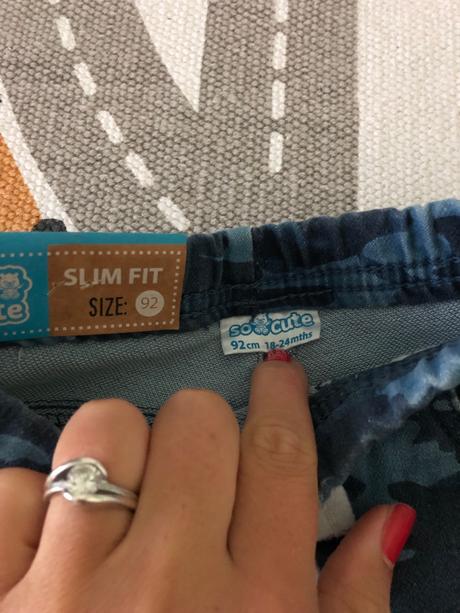 SLIM FIT
SIZE: 92
so cute
92cm 18-24mths